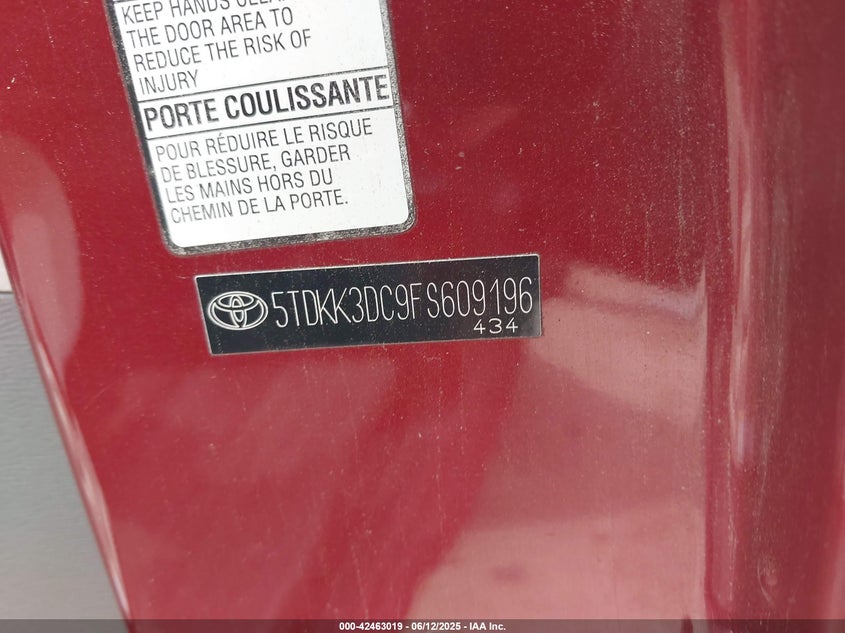 KEEP HANDS CLEAR
THE DOOR AREA TO
REDUCE THE RISK OF
INJURY
PORTE COULISSANTE
POUR RÉDUIRE LE RISQUE
DE BLESSURE, GARDER
LES MAINS HORS DU
CHEMIN DE LA PORTE.
5TDKK3DC9FS609196
434
000-42463019 - 06/12/2025 - IAA Inc.